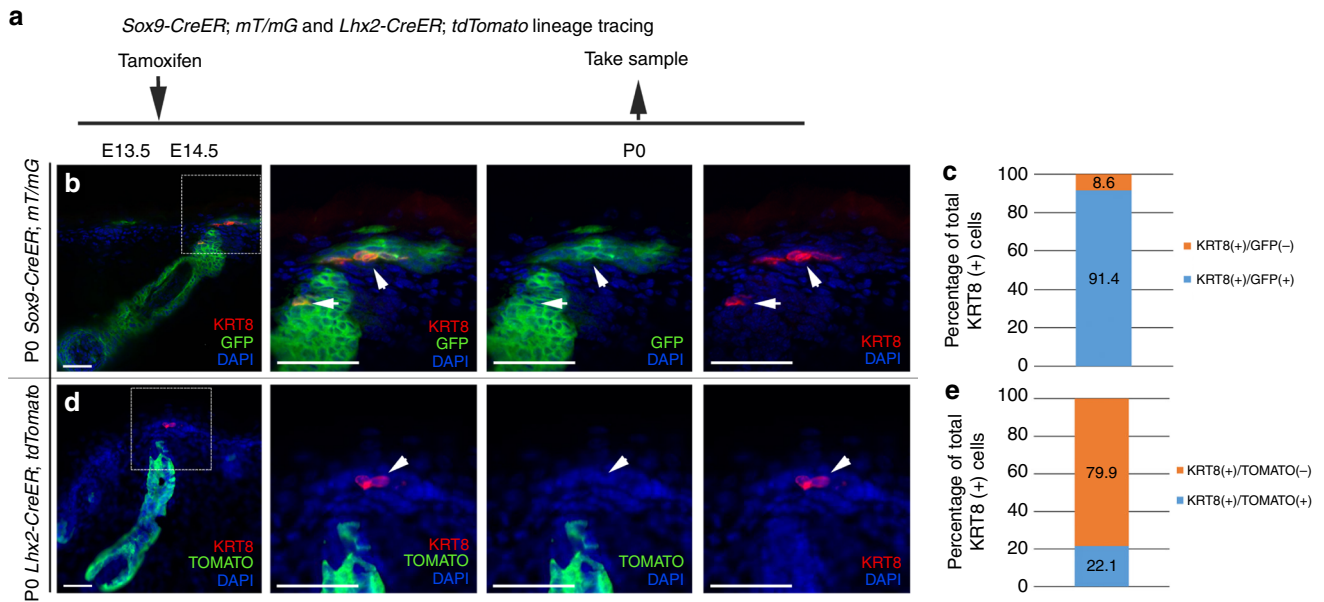 a
Sox9-CreER; mT/mG and Lhx2-CreER; tdTomato lineage tracing
Tamoxifen
Take sample
E13.5 E14.5
P0
P0 Sox9-CreER; mT/mG
b
KRT8
GFP
DAPI
KRT8
GFP
DAPI
GFP
DAPI
KRT8
DAPI
c
Percentage of total
KRT8 (+) cells
100
80
60
40
20
0
8.6
91.4
KRT8(+)/GFP(–)
KRT8(+)/GFP(+)
P0 Lhx2-CreER; tdTomato
d
KRT8
TOMATO
DAPI
KRT8
TOMATO
DAPI
TOMATO
DAPI
KRT8
DAPI
e
Percentage of total
KRT8 (+) cells
100
80
60
40
20
0
79.9
22.1
KRT8(+)/TOMATO(–)
KRT8(+)/TOMATO(+)